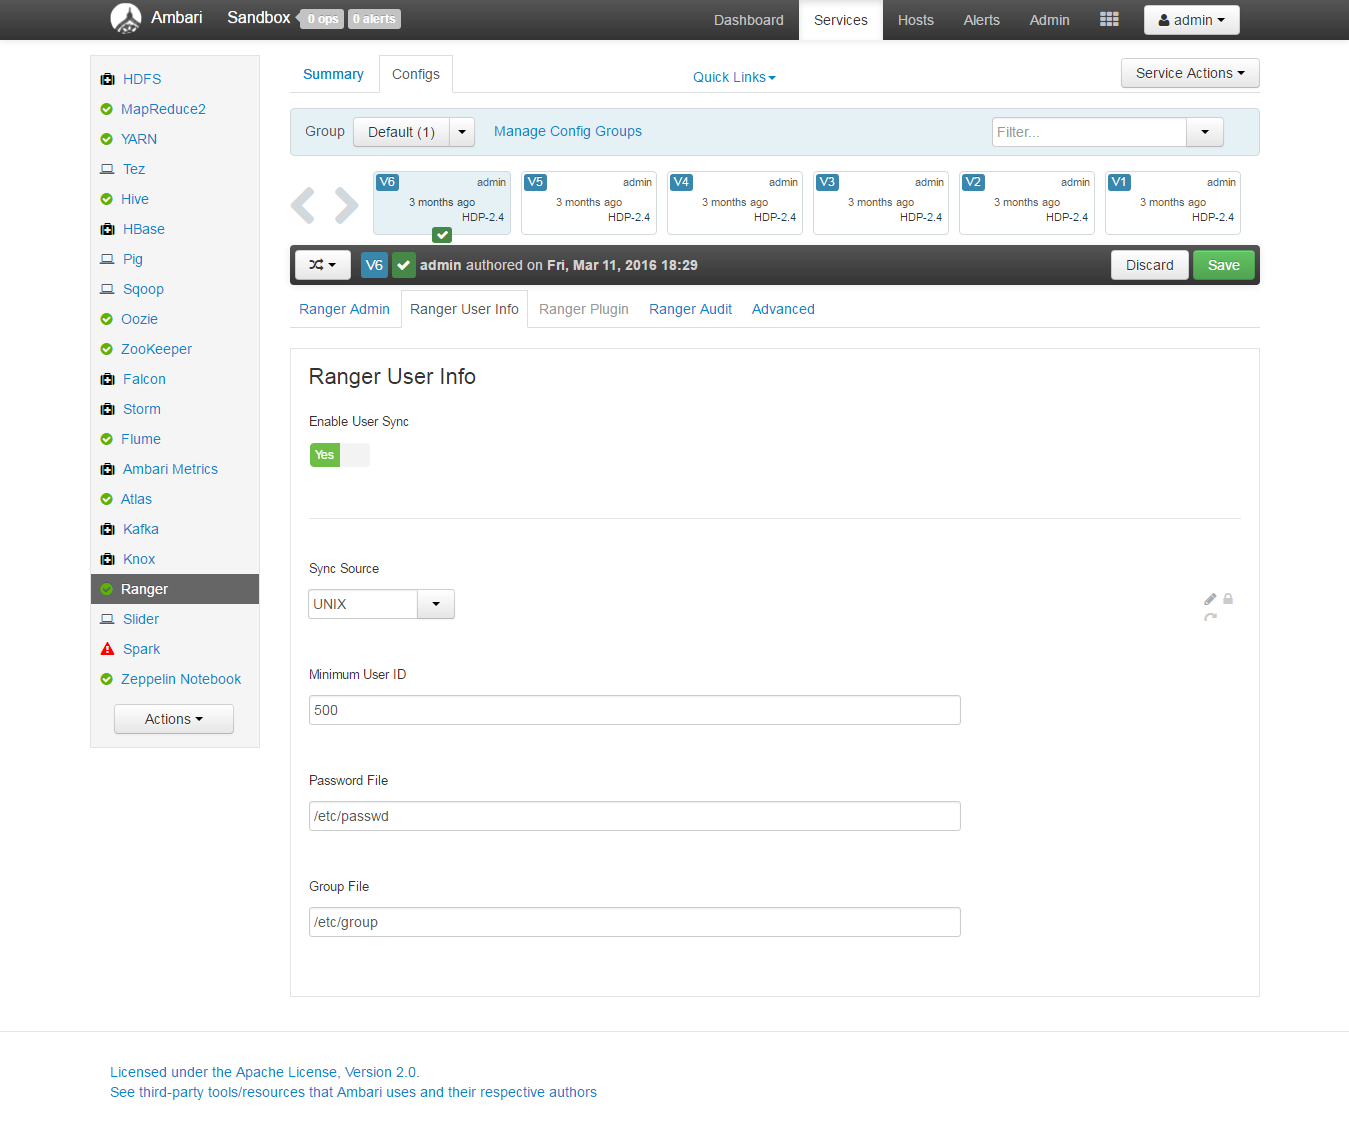 Ambari Sandbox 0 ops 0 alerts Dashboard Services Hosts Alerts Admin admin
HDFS
MapReduce2
YARN
Tez
Hive
HBase
Pig
Sqoop
Oozie
ZooKeeper
Falcon
Storm
Flume
Ambari Metrics
Atlas
Kafka
Knox
Ranger
Slider
Spark
Zeppelin Notebook
Actions
Summary Configs Quick Links Service Actions
Group Default (1) Manage Config Groups Filter...
V6 admin
3 months ago
HDP-2.4
V5 admin
3 months ago
HDP-2.4
V4 admin
3 months ago
HDP-2.4
V3 admin
3 months ago
HDP-2.4
V2 admin
3 months ago
HDP-2.4
V1 admin
3 months ago
HDP-2.4
V6 admin authored on Fri, Mar 11, 2016 18:29 Discard Save
Ranger Admin Ranger User Info Ranger Plugin Ranger Audit Advanced
Ranger User Info
Enable User Sync
Yes
Sync Source
UNIX
Minimum User ID
500
Password File
/etc/passwd
Group File
/etc/group
Licensed under the Apache License, Version 2.0.
See third-party tools/resources that Ambari uses and their respective authors